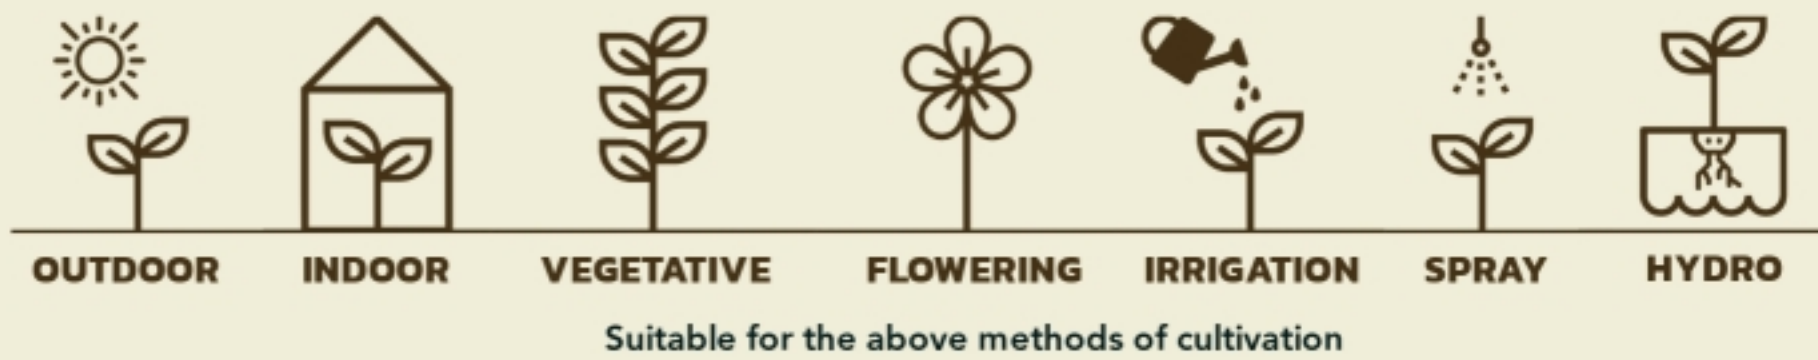 OUTDOOR INDOOR VEGETATIVE FLOWERING IRRIGATION SPRAY HYDRO
Suitable for the above methods of cultivation